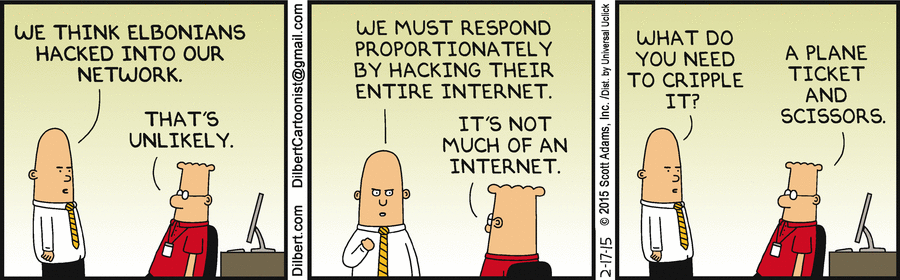 WE THINK ELBONIANS
HACKED INTO OUR
NETWORK.
THAT'S
UNLIKELY.
Dilbert.com DilbertCartoonist@gmail.com
WE MUST RESPOND
PROPORTIONATELY
BY HACKING THEIR
ENTIRE INTERNET.
IT'S NOT
MUCH OF AN
INTERNET.
2-17-15 © 2015 Scott Adams, Inc. /Dist. by Universal Uclick
WHAT DO
YOU NEED
TO CRIPPLE
IT?
A PLANE
TICKET
AND
SCISSORS.